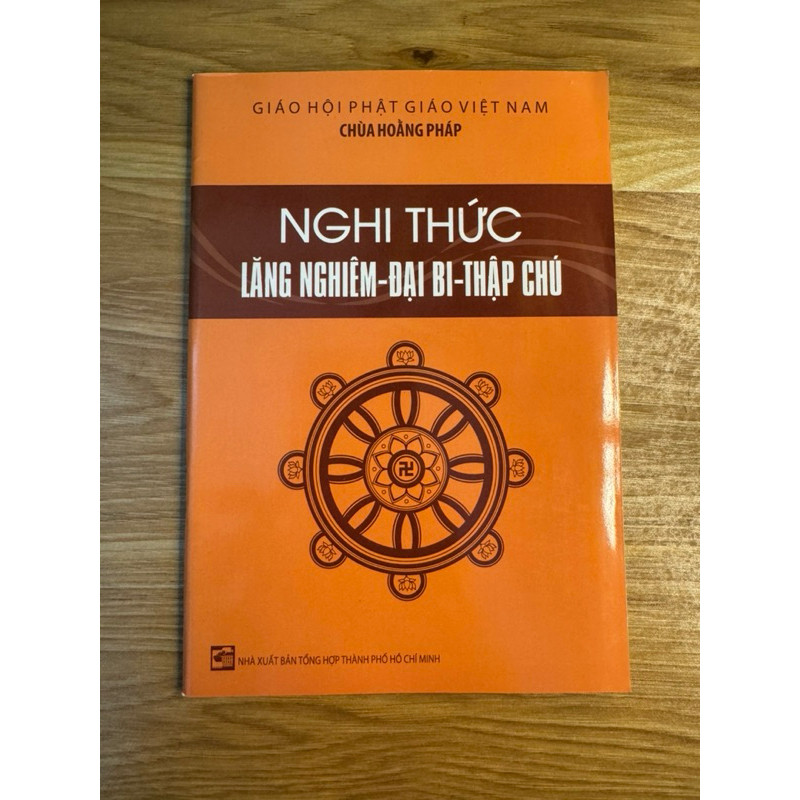 GIÁO HỘI PHẬT GIÁO VIỆT NAM
CHÙA HOẰNG PHÁP
NGHI THỨC
LĂNG NGHIÊM-ĐẠI BI-THẬP CHÚ
卍
NHÀ XUẤT BẢN TỔNG HỢP THÀNH PHỐ HỒ CHÍ MINH